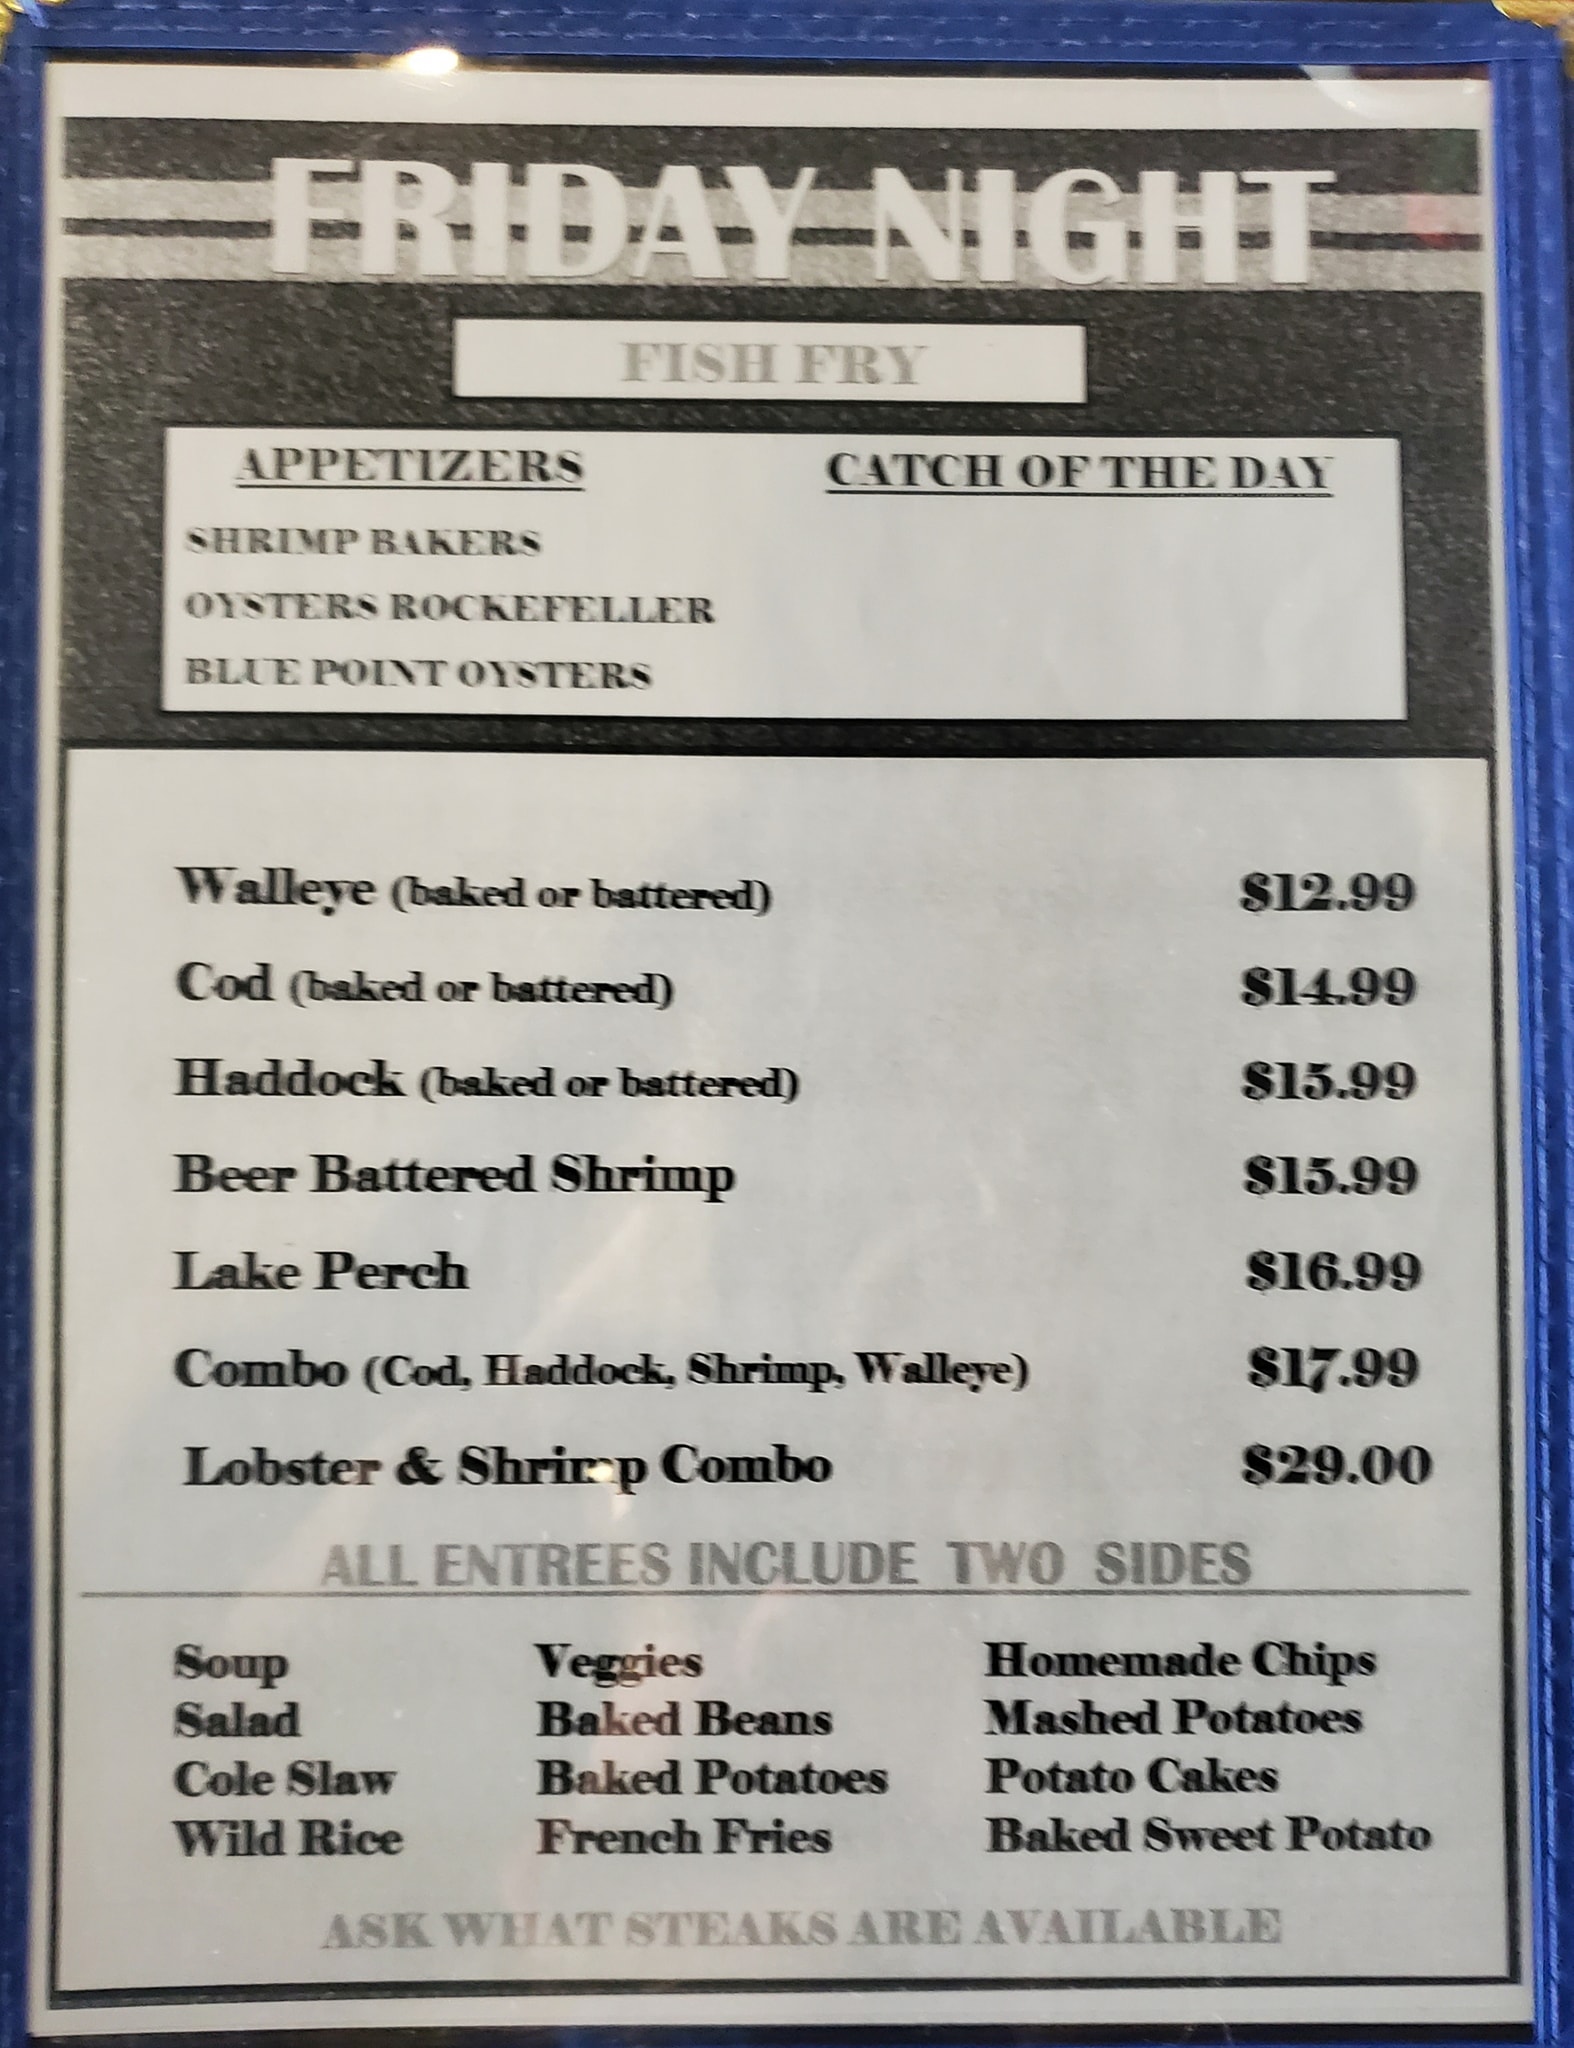 FRIDAY NIGHT
FISH FRY
APPETIZERS
SHRIMP BAKERS
OYSTERS ROCKEFELLER
BLUE POINT OYSTERS
CATCH OF THE DAY
Walleye (baked or battered) $12.99
Cod (baked or battered) $14.99
Haddock (baked or battered) $15.99
Beer Battered Shrimp $15.99
Lake Perch $16.99
Combo (Cod, Haddock, Shrimp, Walleye) $17.99
Lobster & Shrimp Combo $29.00
ALL ENTREES INCLUDE TWO SIDES
Soup Veggies Homemade Chips
Salad Baked Beans Mashed Potatoes
Cole Slaw Baked Potatoes Potato Cakes
Wild Rice French Fries Baked Sweet Potato
ASK WHAT STEAKS ARE AVAILABLE